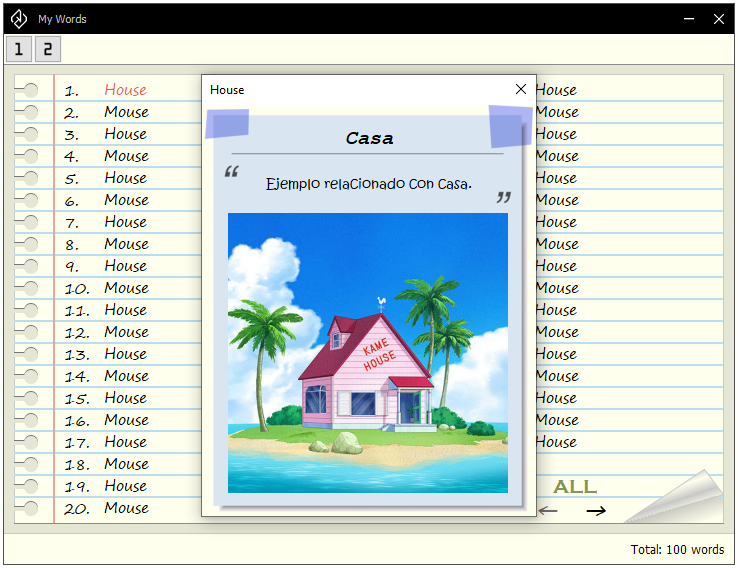 My Words
1 2
1. House
2. Mouse
3. House
4. Mouse
5. House
6. Mouse
7. House
8. Mouse
9. House
10. Mouse
11. House
12. Mouse
13. House
14. Mouse
15. House
16. Mouse
17. House
18. Mouse
19. House
20. Mouse
House
Casa
“
Ejemplo relacionado con casa.
”
KAME
HOUSE
House
Mouse
House
Mouse
House
Mouse
House
Mouse
House
Mouse
House
Mouse
House
Mouse
House
Mouse
House
ALL
← →
Total: 100 words